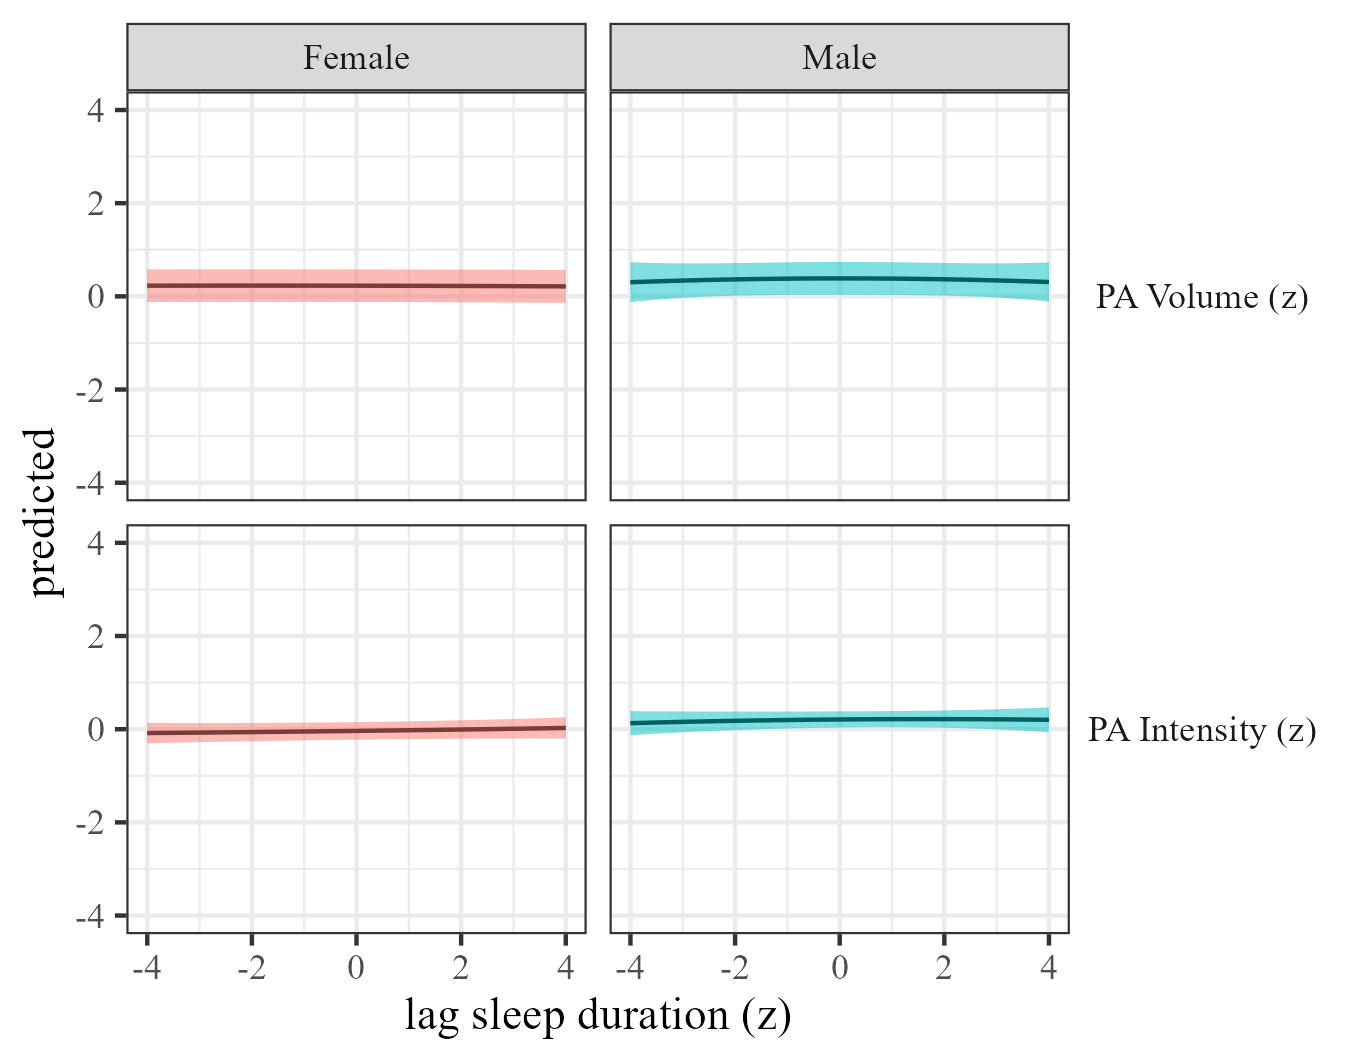 Female Male
4
2
0
-2
-4
PA Volume (z)
predicted
4
2
0
-2
-4
PA Intensity (z)
-4 -2 0 2 4 -4 -2 0 2 4
lag sleep duration (z)